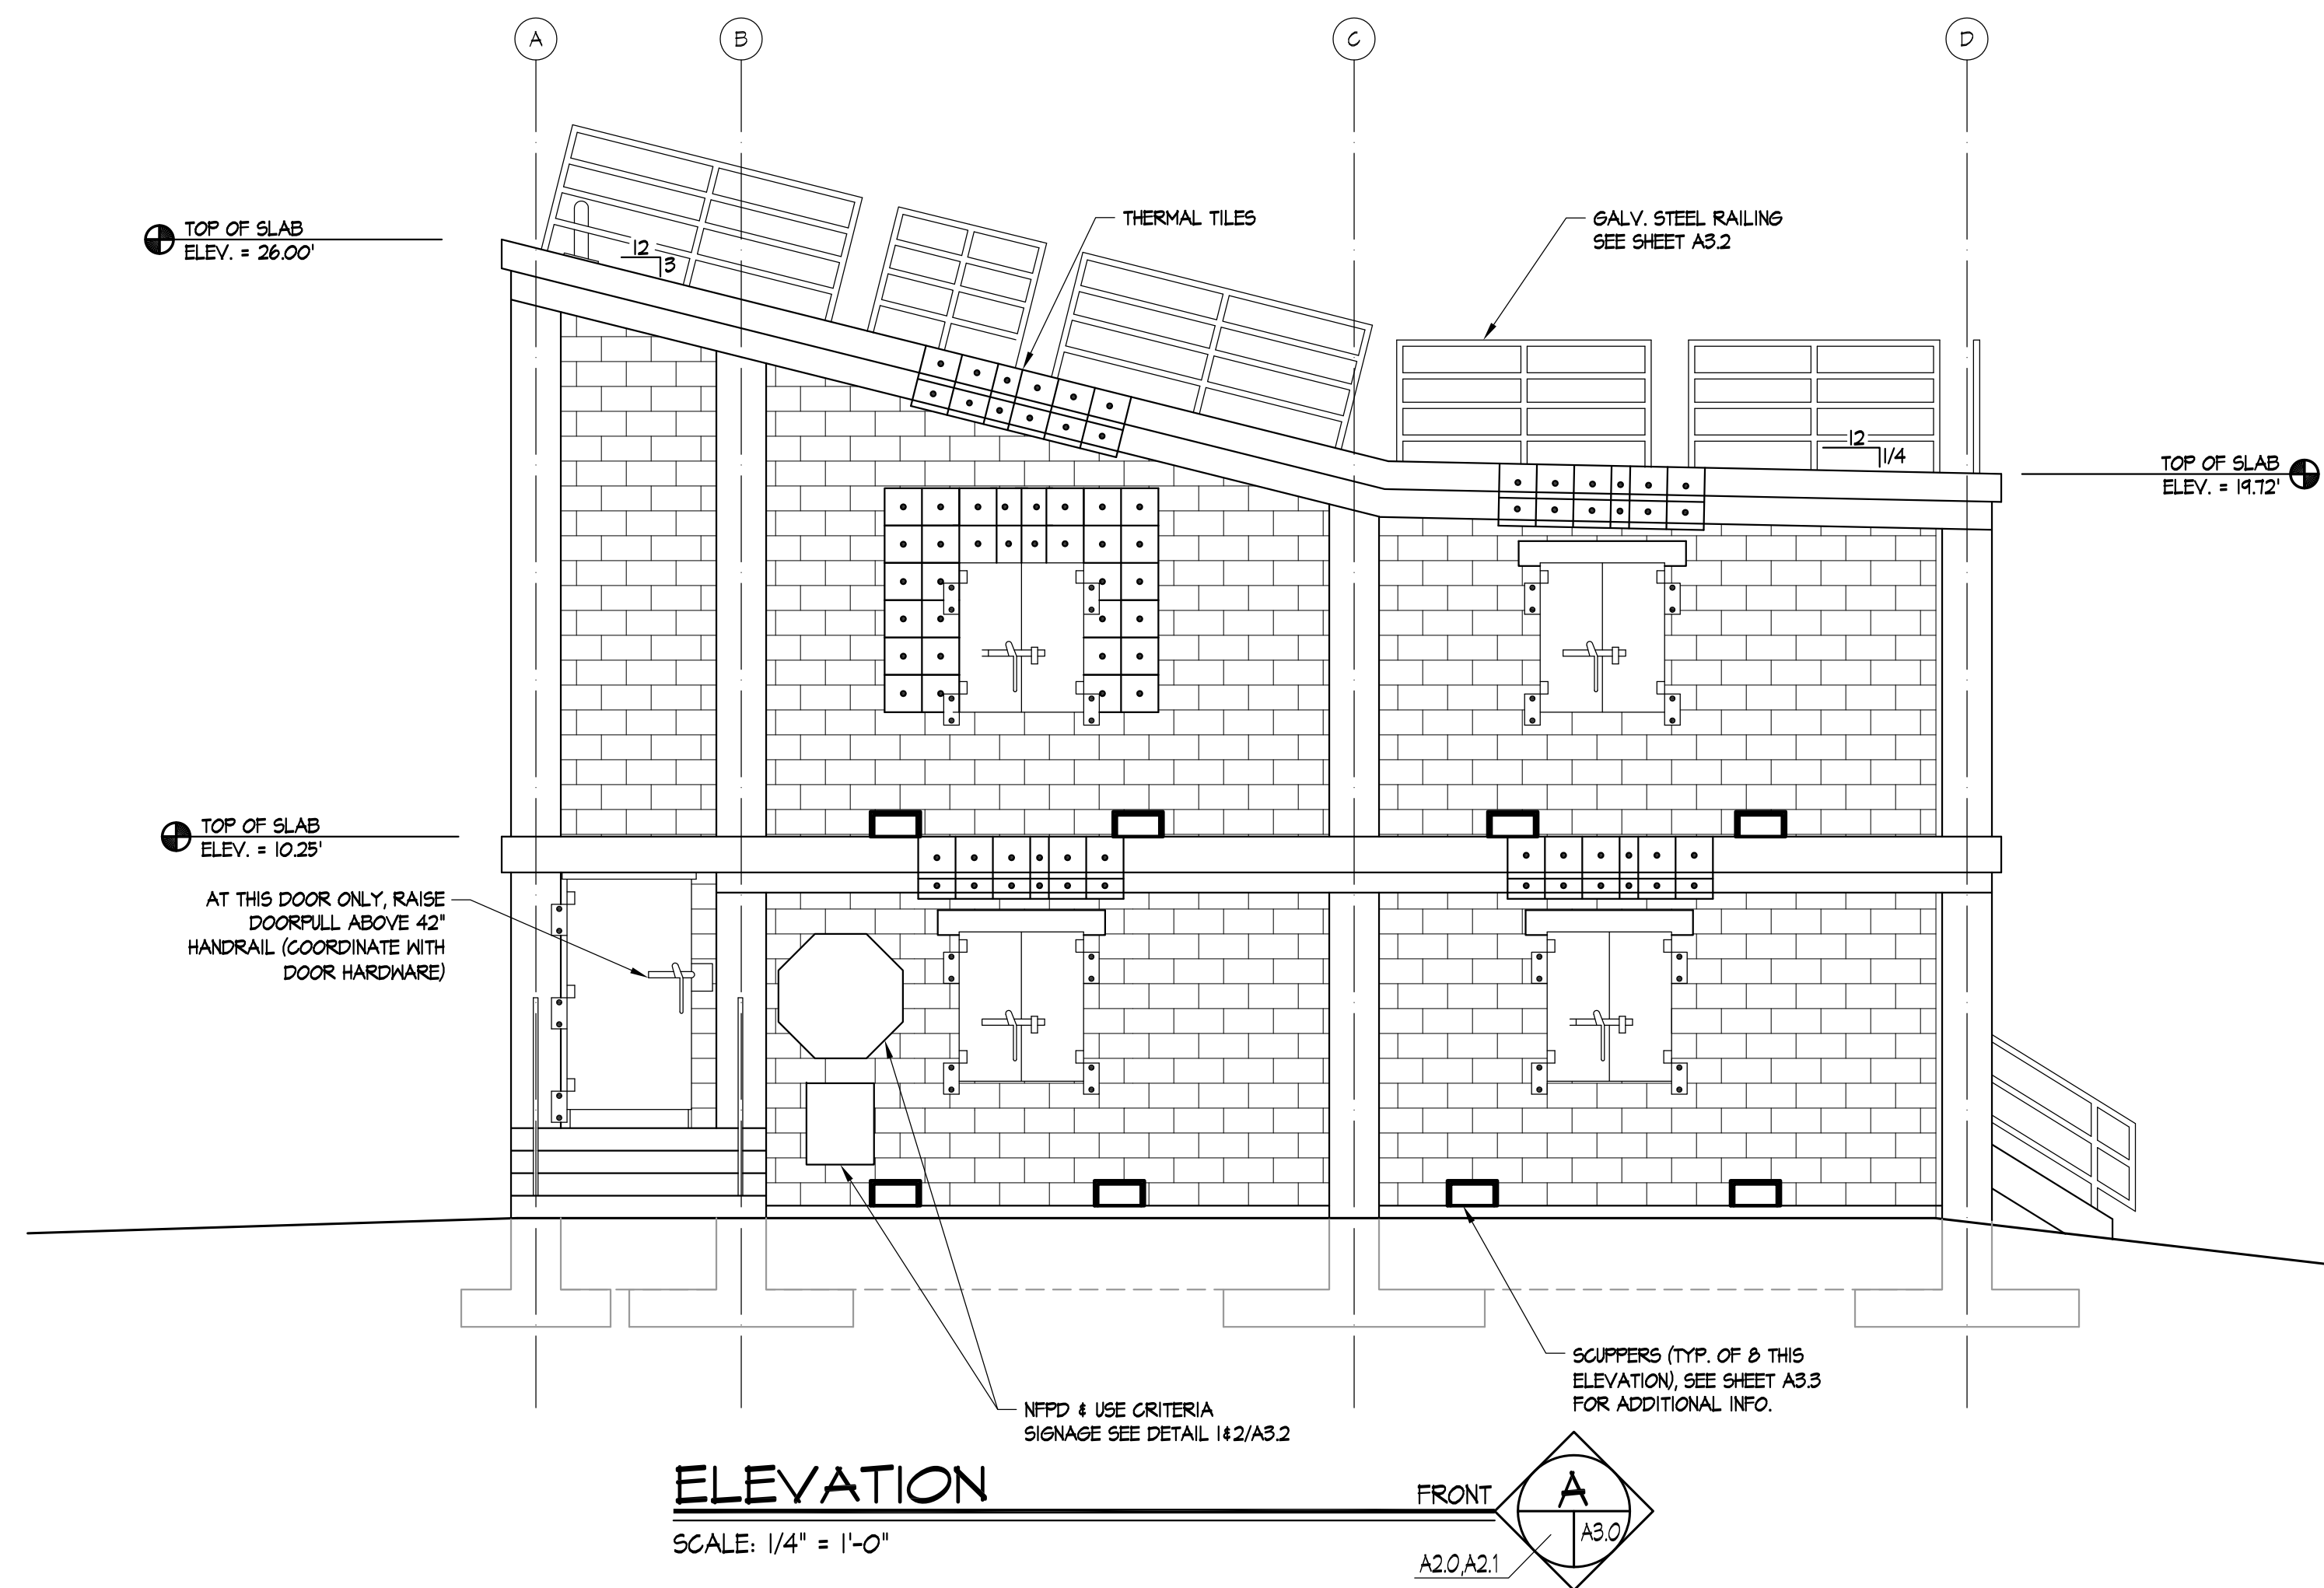 A
B
C
D
TOP OF SLAB
ELEV. = 26.00'
12
3
THERMAL TILES
GALV. STEEL RAILING
SEE SHEET A3.2
12
1/4
TOP OF SLAB
ELEV. = 19.72'
TOP OF SLAB
ELEV. = 10.25'
AT THIS DOOR ONLY, RAISE
DOORPULL ABOVE 42"
HANDRAIL (COORDINATE WITH
DOOR HARDWARE)
SCUPPERS (TYP. OF 8 THIS
ELEVATION), SEE SHEET A3.3
FOR ADDITIONAL INFO.
NFPD & USE CRITERIA
SIGNAGE SEE DETAIL 1&2/A3.2
ELEVATION
FRONT
A
A3.0
SCALE: 1/4" = 1'-0"
A2.0,A2.1